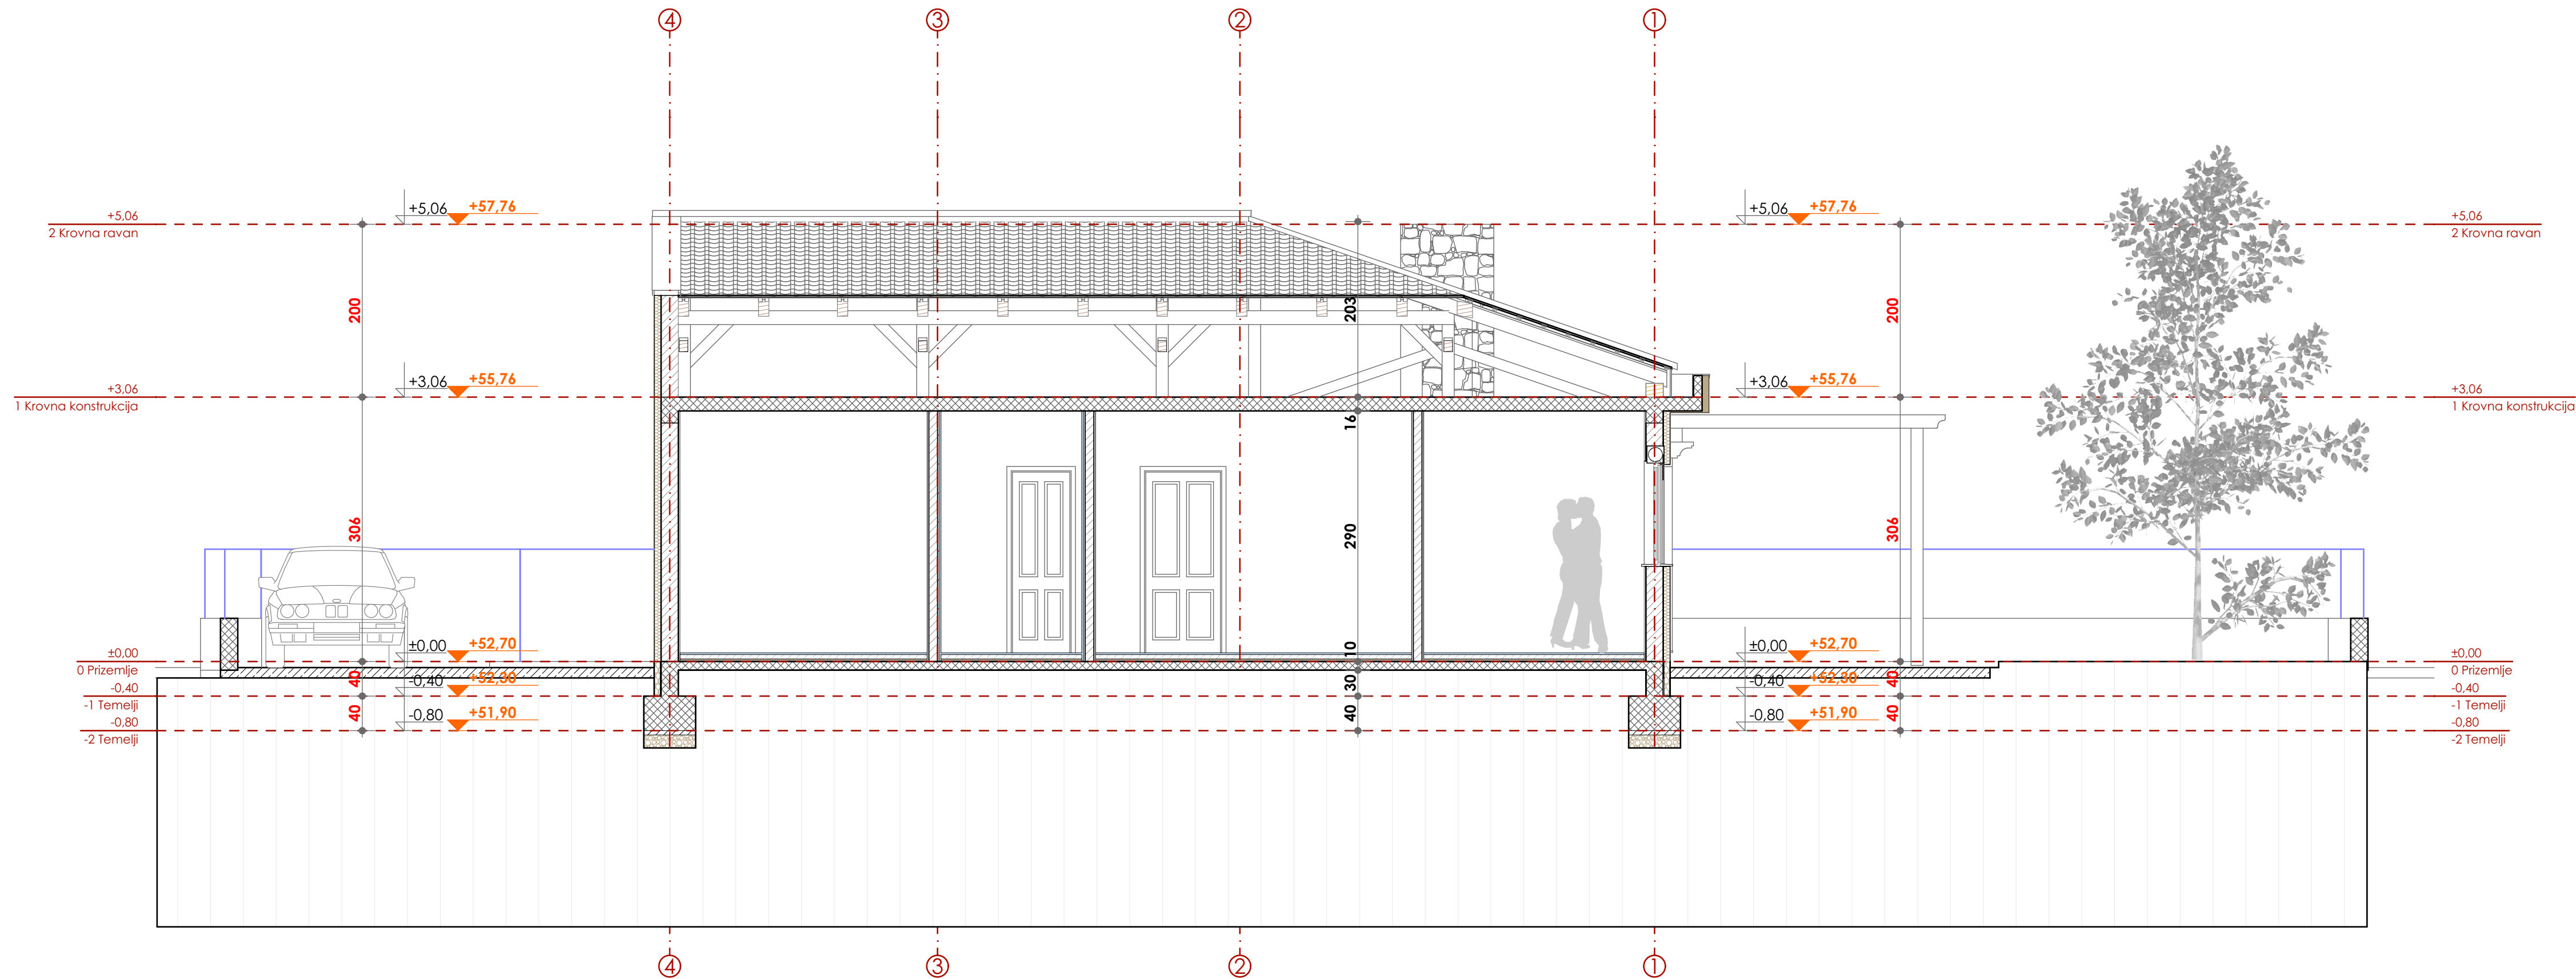 4 3 2 1
+5,06 +5,06 +57,76 +5,06 +57,76 +5,06
2 Krovna ravan 2 Krovna ravan
200 203 200
+3,06 +3,06 +55,76 +3,06 +55,76 +3,06
1 Krovna konstrukcija 16 1 Krovna konstrukcija
306 290 306
±0,00 ±0,00 +52,70 10 ±0,00 +52,70 ±0,00
0 Prizemlje 0 Prizemlje
-0,40 40 -0,40 +52,30 30 -0,40 +52,30 40 -0,40
-1 Temelji -1 Temelji
-0,80 40 -0,80 +51,90 40 -0,80 +51,90 40 -0,80
-2 Temelji -2 Temelji
4 3 2 1